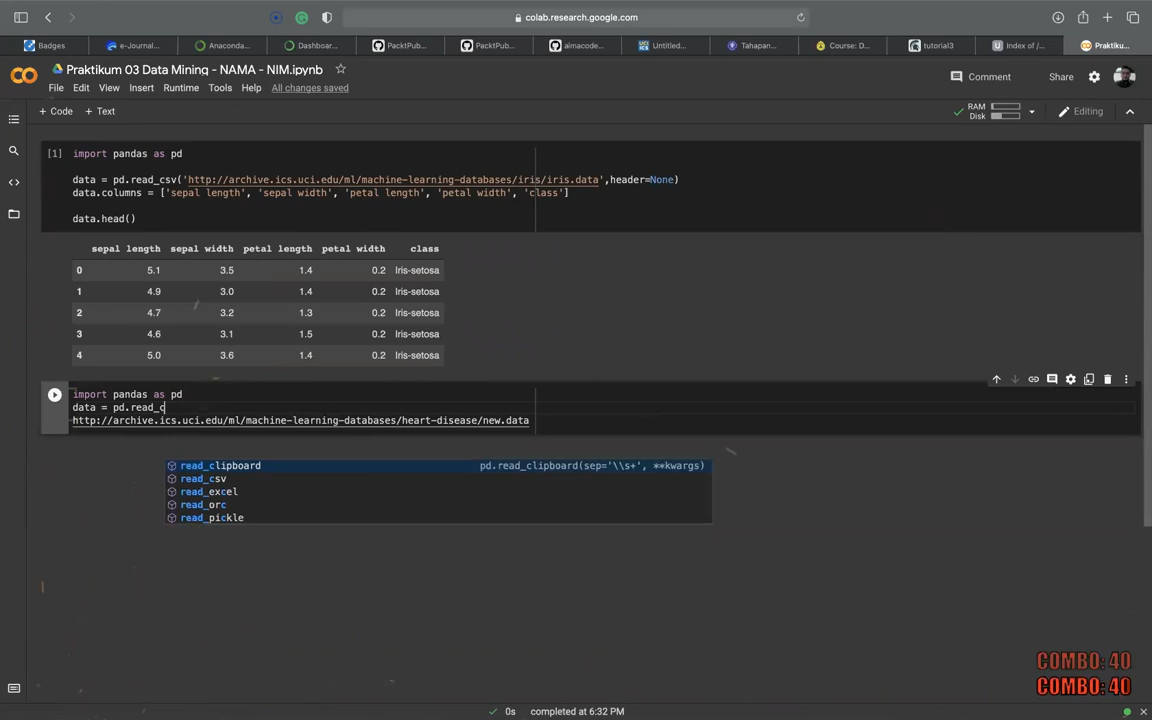 colab.research.google.com
Badges
e-Journal...
Anaconda...
Dashboar...
PacktPub...
PacktPub...
aimacode...
Untitled...
Tahapan...
Course: D...
tutorial3
Index of /...
Praktiku...
Praktikum 03 Data Mining - NAMA - NIM.ipynb
Comment
Share
File Edit View Insert Runtime Tools Help All changes saved
+ Code + Text
RAM
Disk
Editing
[1] import pandas as pd
data = pd.read_csv('http://archive.ics.uci.edu/ml/machine-learning-databases/iris/iris.data',header=None)
data.columns = ['sepal length', 'sepal width', 'petal length', 'petal width', 'class']
data.head()
sepal length sepal width petal length petal width class
0 5.1 3.5 1.4 0.2 Iris-setosa
1 4.9 3.0 1.4 0.2 Iris-setosa
2 4.7 3.2 1.3 0.2 Iris-setosa
3 4.6 3.1 1.5 0.2 Iris-setosa
4 5.0 3.6 1.4 0.2 Iris-setosa
import pandas as pd
data = pd.read_c
http://archive.ics.uci.edu/ml/machine-learning-databases/heart-disease/new.data
read_clipboard pd.read_clipboard(sep='\\s+', **kwargs)
read_csv
read_excel
read_orc
read_pickle
COMBO: 40
COMBO: 40
0s completed at 6:32 PM